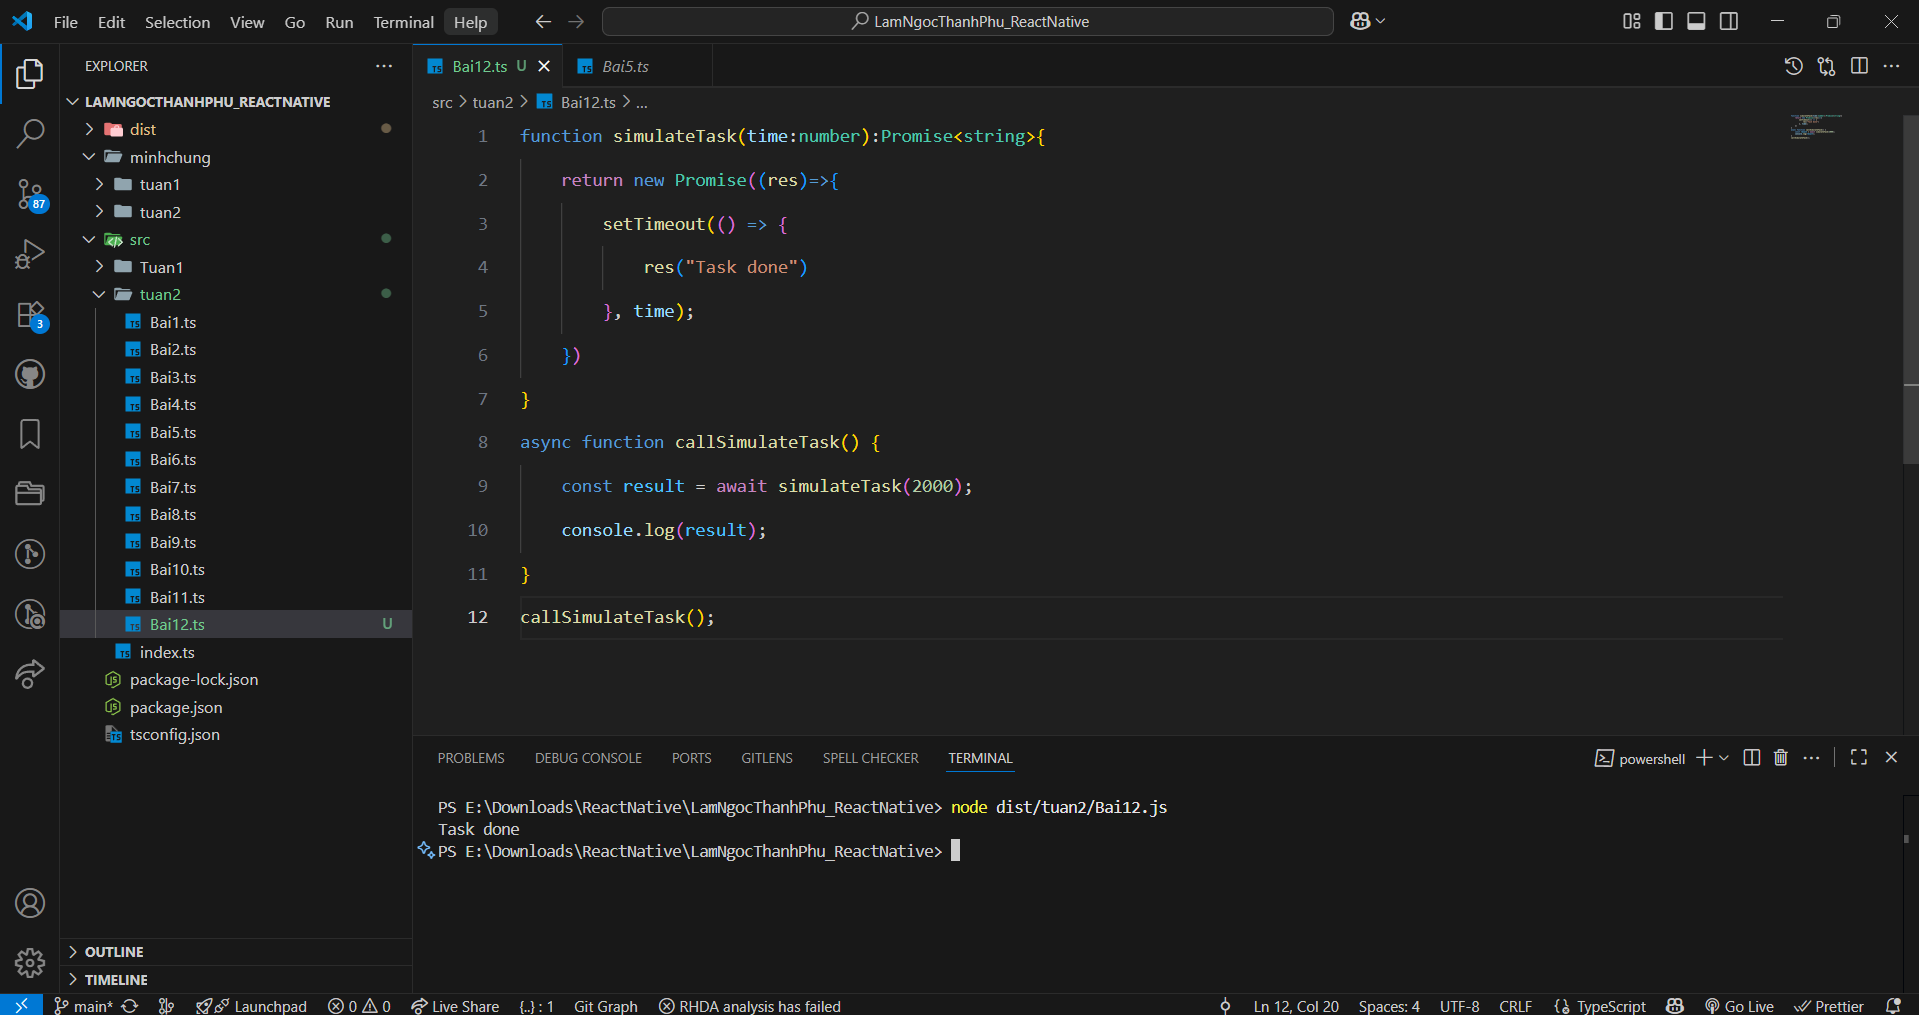 File Edit Selection View Go Run Terminal Help
LamNgocThanhPhu_ReactNative
EXPLORER
LAMNGOCTHANHPHU_REACTNATIVE
dist
minhchung
tuan1
tuan2
src
Tuan1
tuan2
Bai1.ts
Bai2.ts
Bai3.ts
Bai4.ts
Bai5.ts
Bai6.ts
Bai7.ts
Bai8.ts
Bai9.ts
Bai10.ts
Bai11.ts
Bai12.ts U
index.ts
package-lock.json
package.json
tsconfig.json
OUTLINE
TIMELINE
87
3
Bai12.ts U
Bai5.ts
src > tuan2 > Bai12.ts > ...
1 function simulateTask(time:number):Promise<string>{
2 return new Promise((res)=>{
3 setTimeout(() => {
4 res("Task done")
5 }, time);
6 })
7 }
8 async function callSimulateTask() {
9 const result = await simulateTask(2000);
10 console.log(result);
11 }
12 callSimulateTask();
PROBLEMS DEBUG CONSOLE PORTS GITLENS SPELL CHECKER TERMINAL
powershell
PS E:\Downloads\ReactNative\LamNgocThanhPhu_ReactNative> node dist/tuan2/Bai12.js
Task done
PS E:\Downloads\ReactNative\LamNgocThanhPhu_ReactNative>
main* Launchpad 0 0 Live Share {..} : 1 Git Graph RHDA analysis has failed Ln 12, Col 20 Spaces: 4 UTF-8 CRLF TypeScript Go Live Prettier